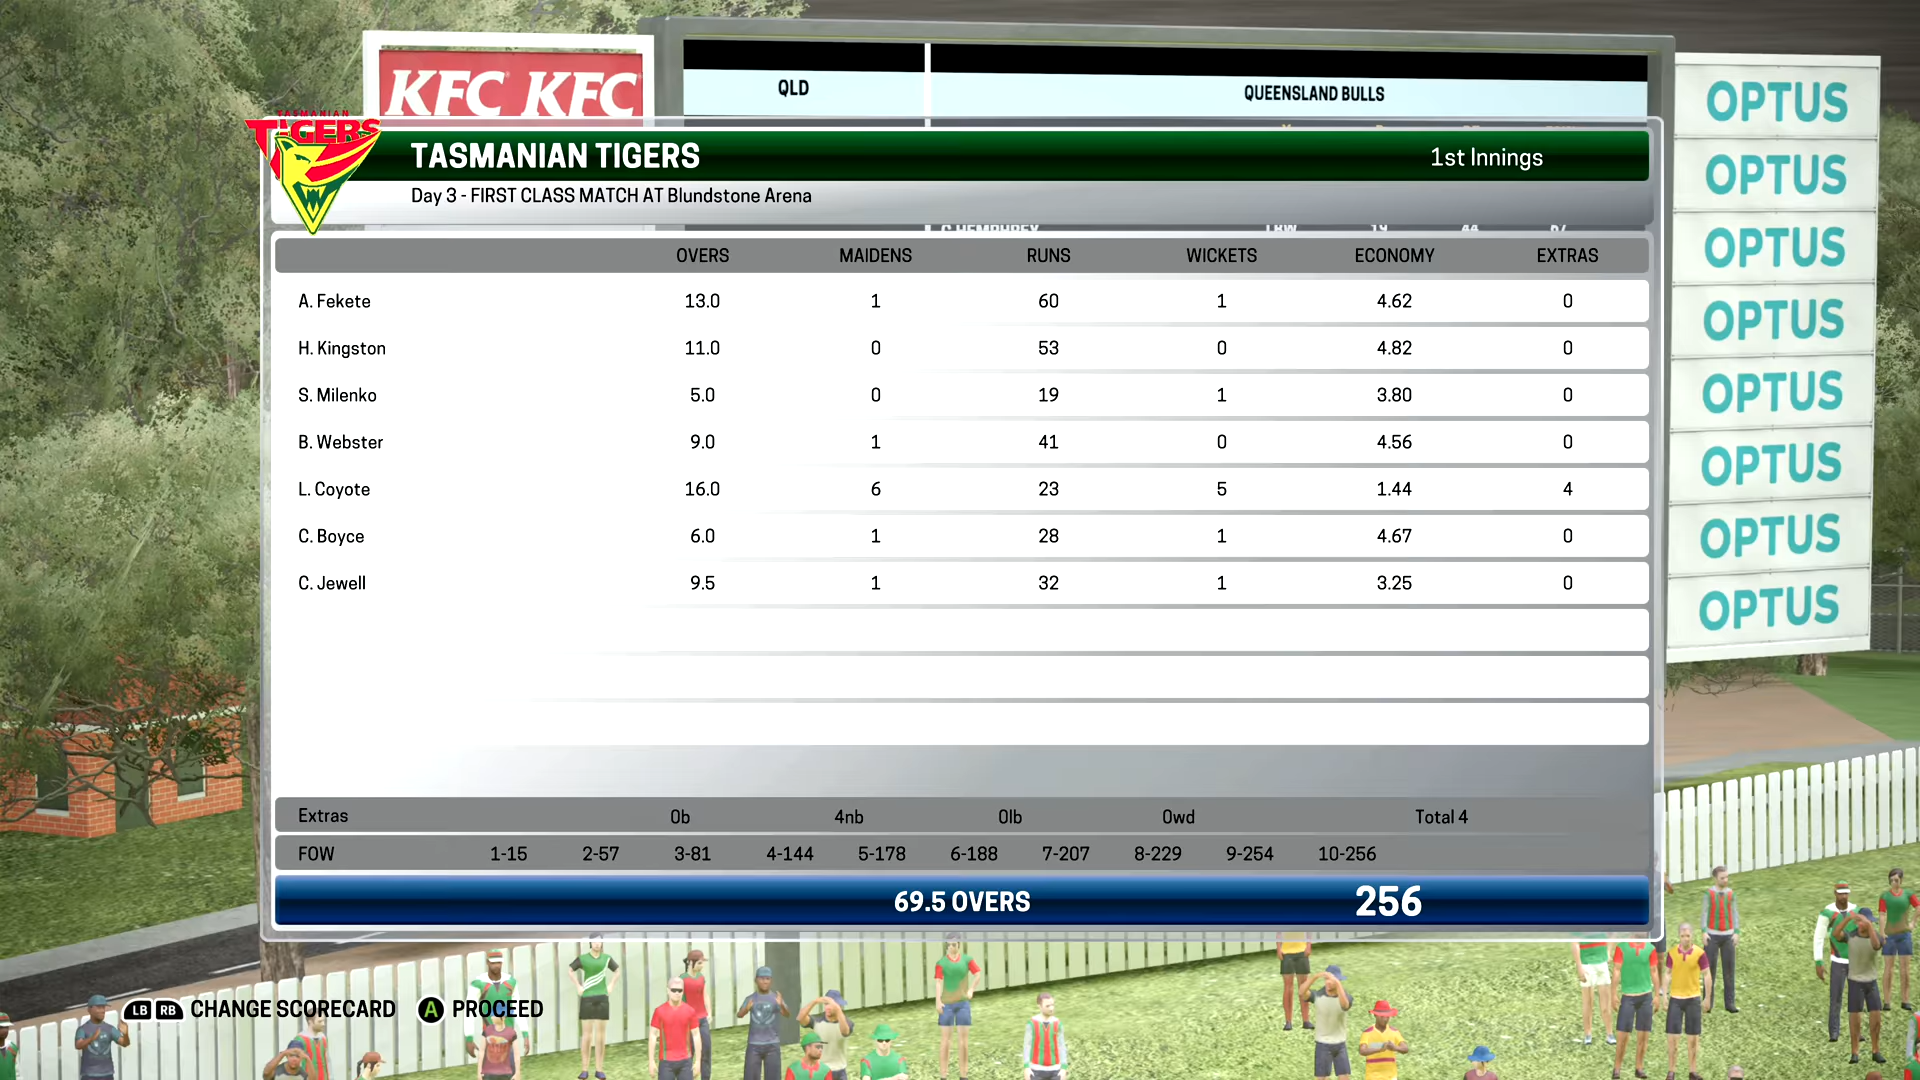 KFC KFC
QLD QUEENSLAND BULLS
TASMANIAN
TIGERS
TASMANIAN TIGERS 1st Innings
Day 3 - FIRST CLASS MATCH AT Blundstone Arena
C HEMPHREY LBW 19 44 67
OVERS MAIDENS RUNS WICKETS ECONOMY EXTRAS
A. Fekete 13.0 1 60 1 4.62 0
H. Kingston 11.0 0 53 0 4.82 0
S. Milenko 5.0 0 19 1 3.80 0
B. Webster 9.0 1 41 0 4.56 0
L. Coyote 16.0 6 23 5 1.44 4
C. Boyce 6.0 1 28 1 4.67 0
C. Jewell 9.5 1 32 1 3.25 0
Extras 0b 4nb 0lb 0wd Total 4
FOW 1-15 2-57 3-81 4-144 5-178 6-188 7-207 8-229 9-254 10-256
69.5 OVERS 256
LB RB CHANGE SCORECARD A PROCEED
OPTUS
OPTUS
OPTUS
OPTUS
OPTUS
OPTUS
OPTUS
OPTUS